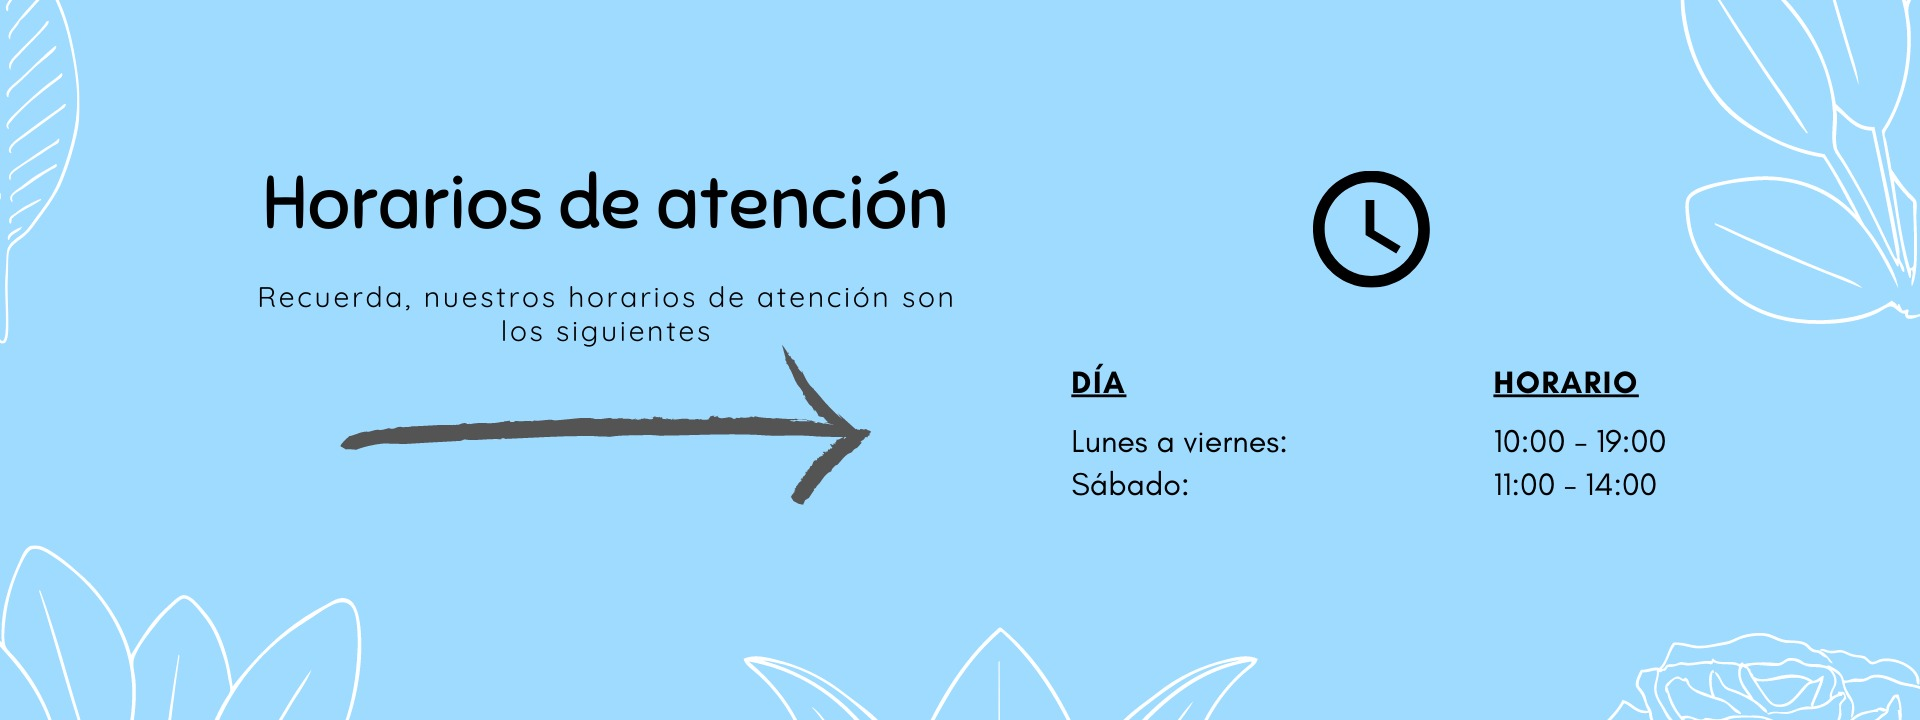 Horarios de atención
Recuerda, nuestros horarios de atención son
los siguientes
DÍA HORARIO
Lunes a viernes: 10:00 - 19:00
Sábado: 11:00 - 14:00